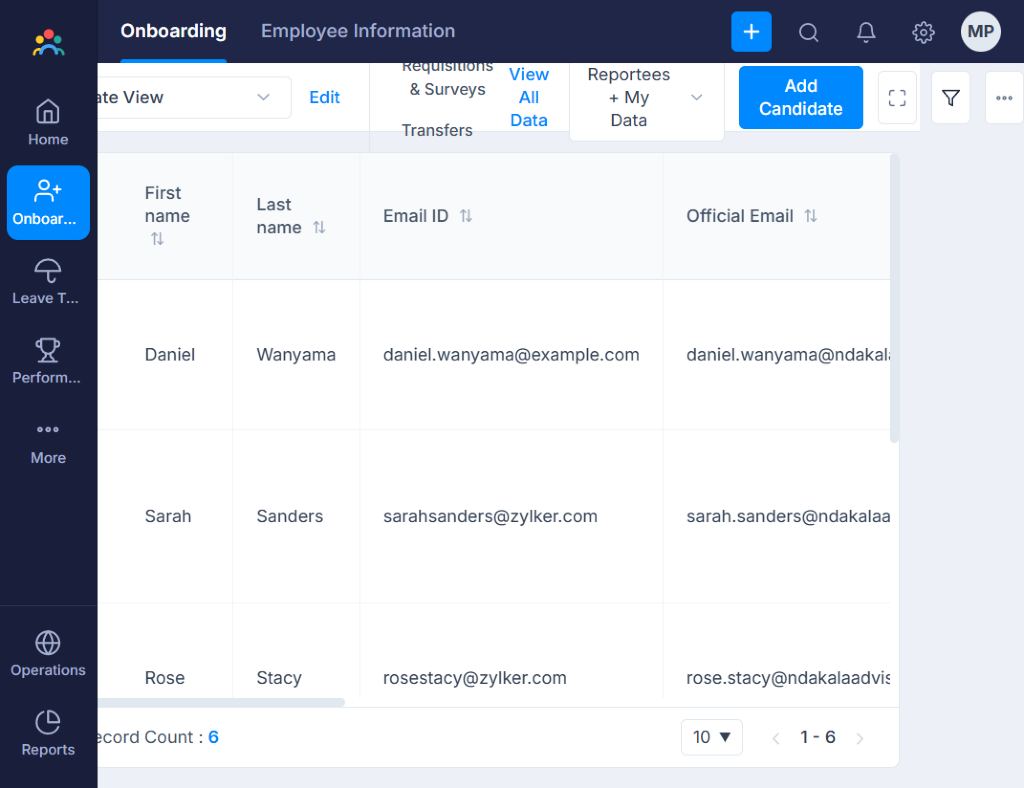 Onboarding
Employee Information
MP
Home
Onboar...
Leave T...
Perform...
More
Operations
Reports
ate View
Edit
Requisitions
& Surveys
Transfers
View
All
Data
Reportees
+ My
Data
Add
Candidate
First
name
Last
name
Email ID
Official Email
Daniel
Wanyama
daniel.wanyama@example.com
daniel.wanyama@ndakala
Sarah
Sanders
sarahsanders@zylker.com
sarah.sanders@ndakalaa
Rose
Stacy
rosestacy@zylker.com
rose.stacy@ndakalaadvis
ecord Count : 6
10
1 - 6